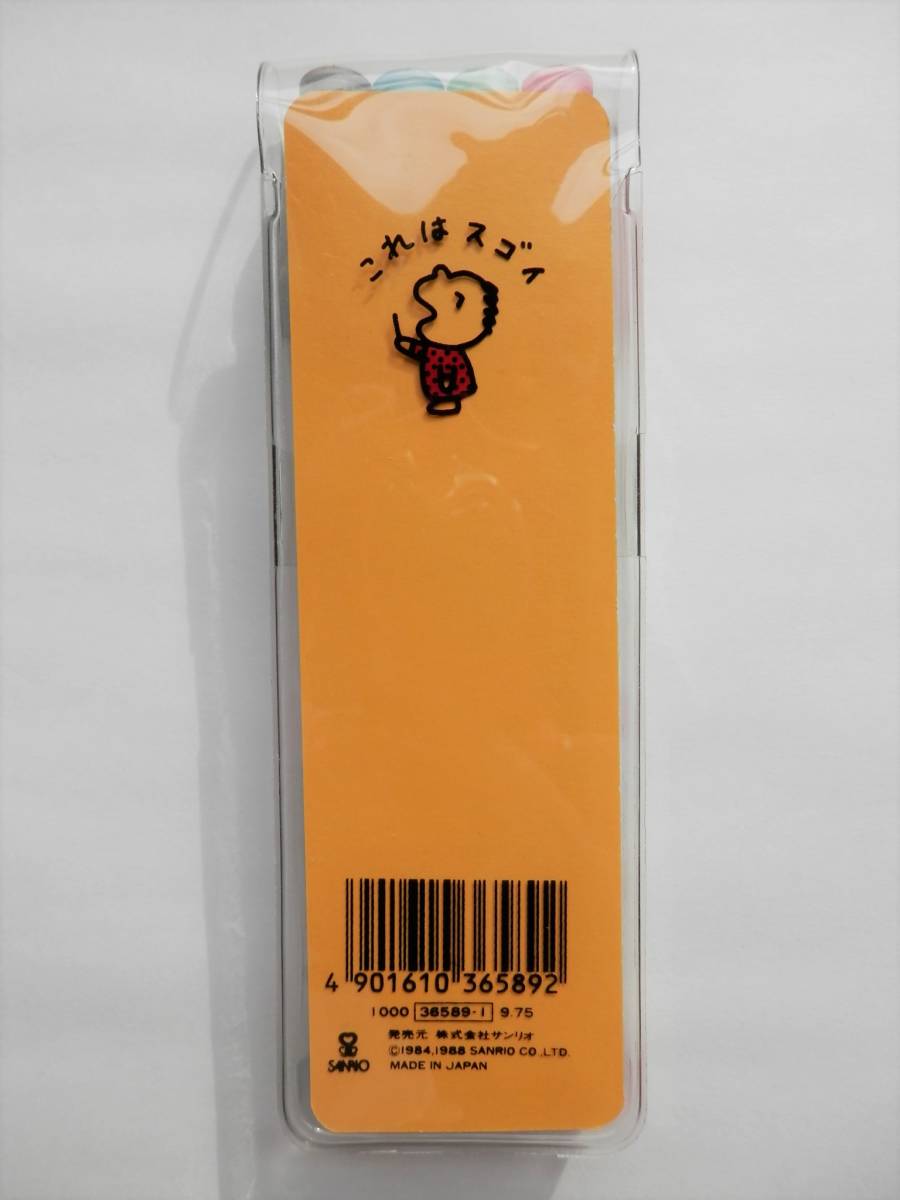 これはスゴイ
4 901610 365892
1000 36589-1 9.75
発売元 株式会社サンリオ
©1984,1988 SANRIO CO.,LTD.
SANRIO
MADE IN JAPAN